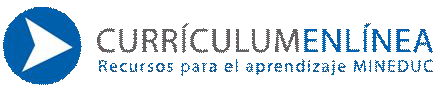 CURRÍCULUMENLÍNEA
Recursos para el aprendizaje MINEDUC